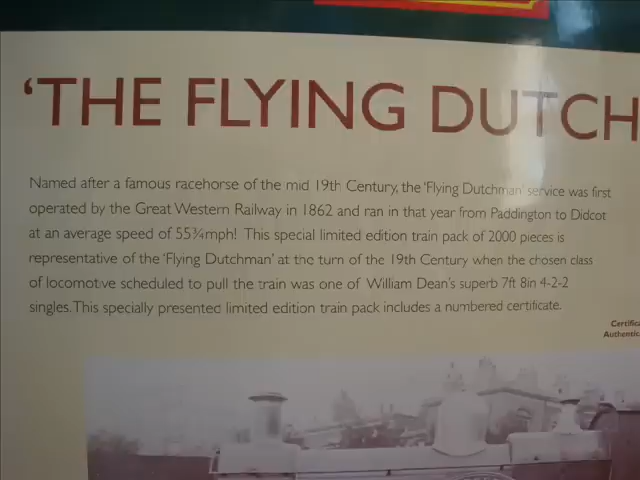 ‘THE FLYING DUTCH
Named after a famous racehorse of the mid 19th Century, the ‘Flying Dutchman’ service was first
operated by the Great Western Railway in 1862 and ran in that year from Paddington to Didcot
at an average speed of 55¾mph! This special limited edition train pack of 2000 pieces is
representative of the ‘Flying Dutchman’ at the turn of the 19th Century when the chosen class
of locomotive scheduled to pull the train was one of William Dean’s superb 7ft 8in 4-2-2
singles. This specially presented limited edition train pack includes a numbered certificate.
Certific
Authentic